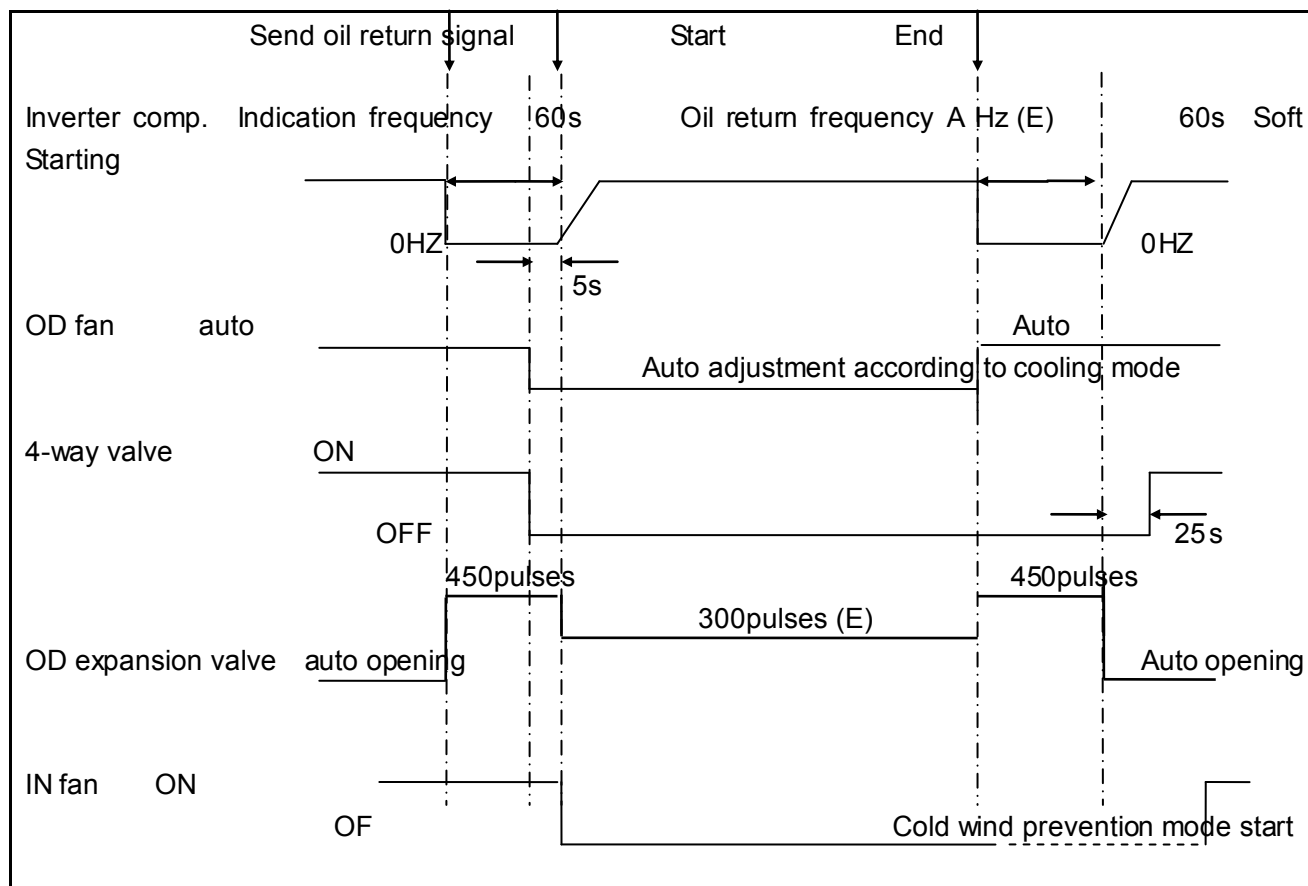 Send oil return signal Start End
Inverter comp. Indication frequency 60s Oil return frequency A Hz (E) 60s Soft
Starting
0HZ 0HZ
5s
OD fan auto Auto
Auto adjustment according to cooling mode
4-way valve ON
OFF 25s
450pulses 450pulses
300pulses (E)
OD expansion valve auto opening Auto opening
IN fan ON
OF Cold wind prevention mode start